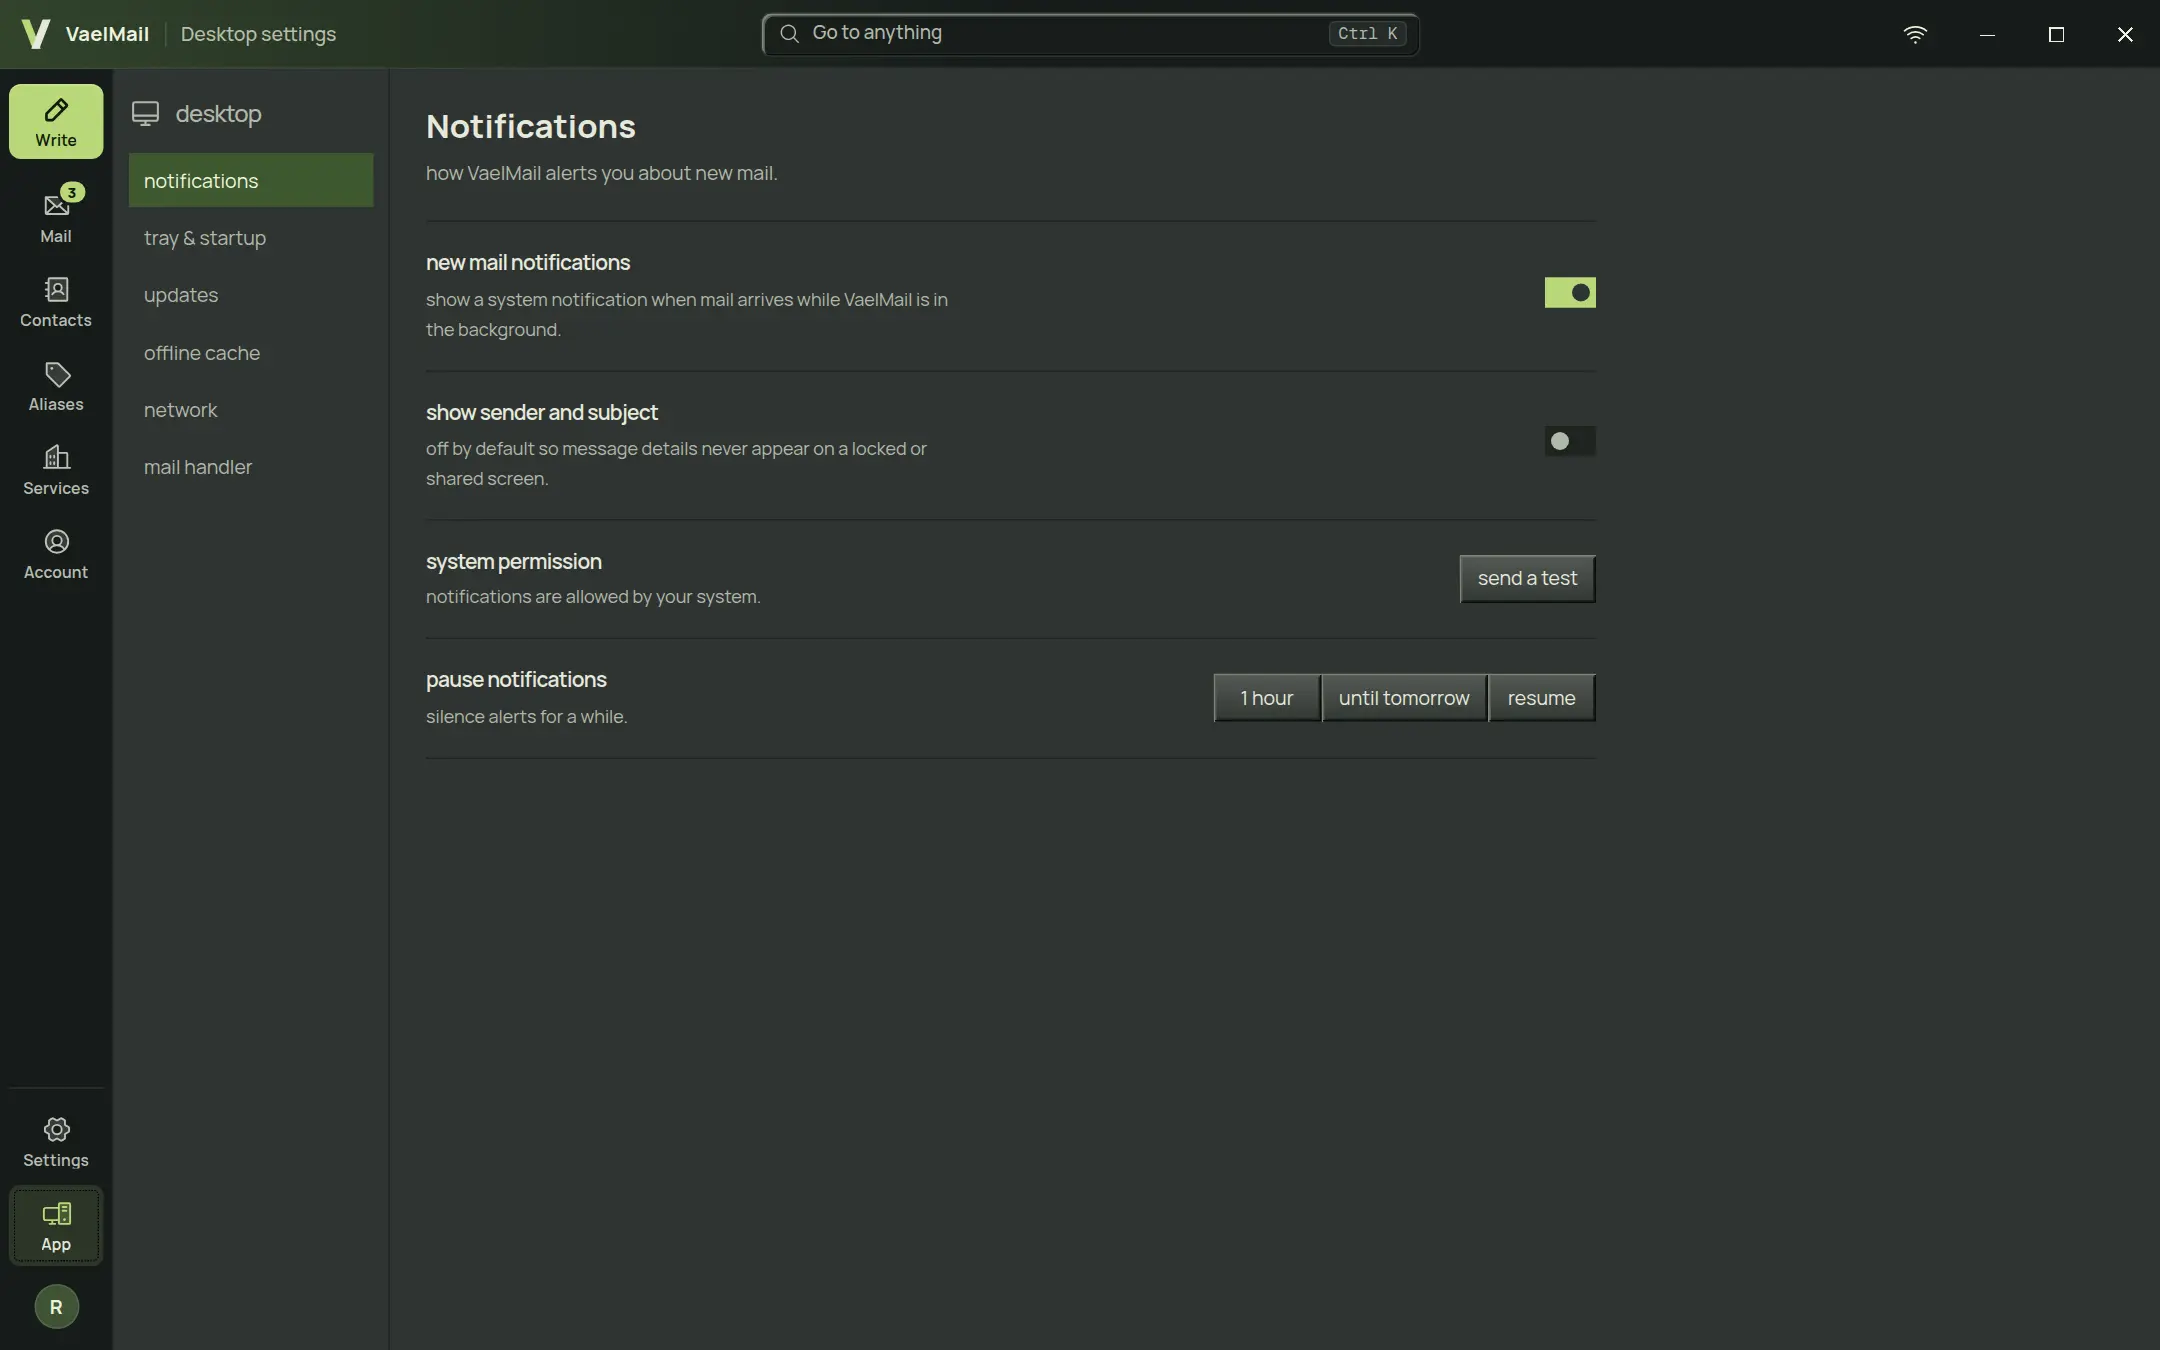 VaelMail
Desktop settings
Go to anything
Ctrl K
Write
3
Mail
Contacts
Aliases
Services
Account
Settings
App
R
desktop
notifications
tray & startup
updates
offline cache
network
mail handler
Notifications
how VaelMail alerts you about new mail.
new mail notifications
show a system notification when mail arrives while VaelMail is in
the background.
show sender and subject
off by default so message details never appear on a locked or
shared screen.
system permission
notifications are allowed by your system.
send a test
pause notifications
silence alerts for a while.
1 hour
until tomorrow
resume